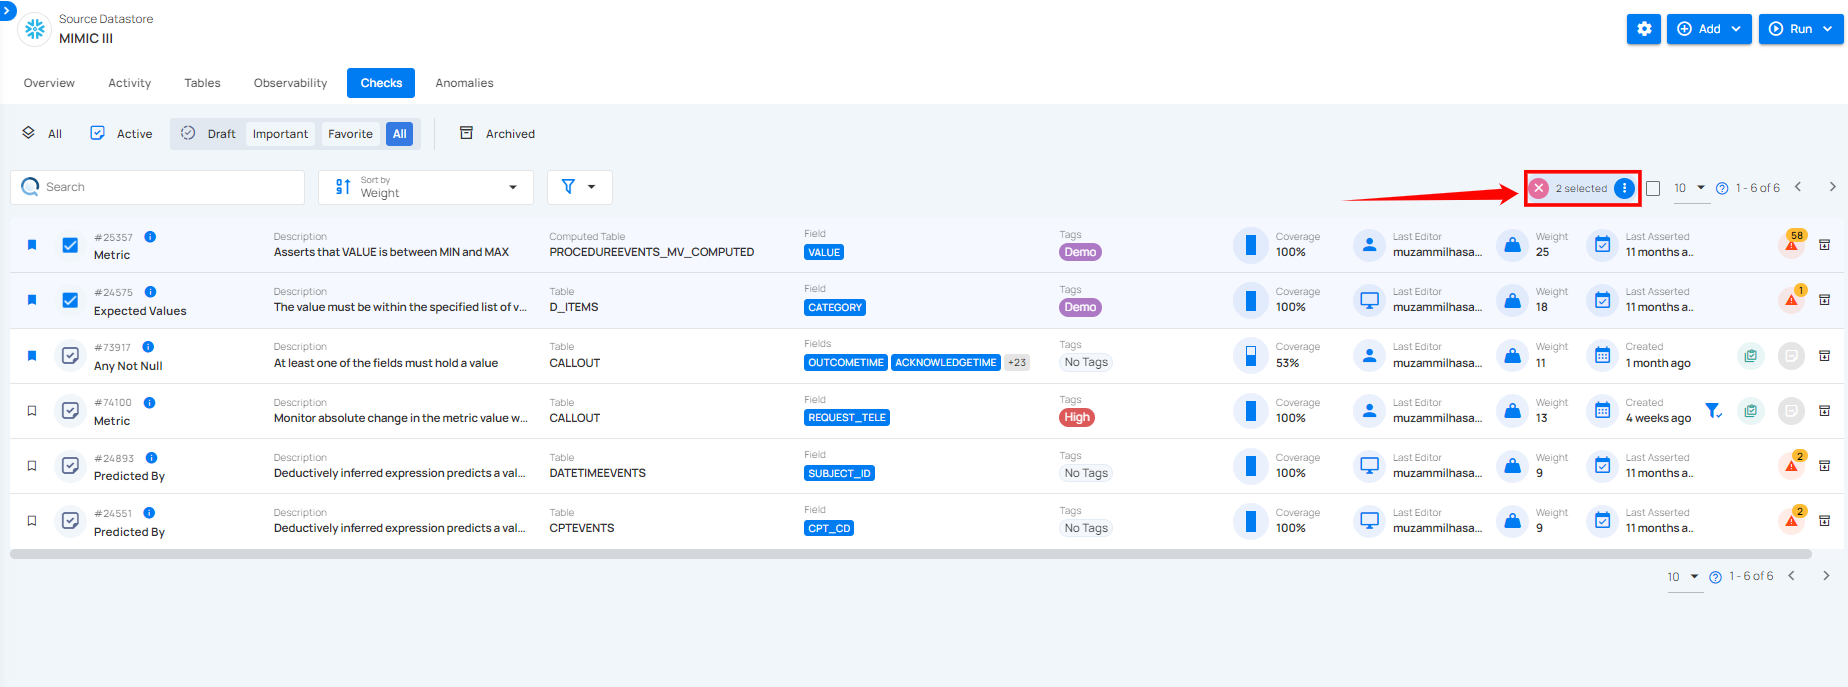 Source Datastore
MIMIC III
Add
Run
Overview Activity Tables Observability Checks Anomalies
All Active Draft Important Favorite All Archived
Search
Sort by
Weight
2 selected 10 1 - 6 of 6
#25357
Metric
Description
Asserts that VALUE is between MIN and MAX
Computed Table
PROCEDUREEVENTS_MV_COMPUTED
Field
VALUE
Tags
Demo
Coverage
100%
Last Editor
muzammilhasa...
Weight
25
Last Asserted
11 months a..
58
#24575
Expected Values
Description
The value must be within the specified list of v...
Table
D_ITEMS
Field
CATEGORY
Tags
Demo
Coverage
100%
Last Editor
muzammilhasa...
Weight
18
Last Asserted
11 months a..
1
#73917
Any Not Null
Description
At least one of the fields must hold a value
Table
CALLOUT
Fields
OUTCOMETIME ACKNOWLEDGETIME +23
Tags
No Tags
Coverage
53%
Last Editor
muzammilhasa...
Weight
11
Created
1 month ago
#74100
Metric
Description
Monitor absolute change in the metric value w...
Table
CALLOUT
Field
REQUEST_TELE
Tags
High
Coverage
100%
Last Editor
muzammilhasa...
Weight
13
Created
4 weeks ago
#24893
Predicted By
Description
Deductively inferred expression predicts a val...
Table
DATETIMEEVENTS
Field
SUBJECT_ID
Tags
No Tags
Coverage
100%
Last Editor
muzammilhasa...
Weight
9
Last Asserted
11 months a..
2
#24551
Predicted By
Description
Deductively inferred expression predicts a val...
Table
CPTEVENTS
Field
CPT_CD
Tags
No Tags
Coverage
100%
Last Editor
muzammilhasa...
Weight
9
Last Asserted
11 months a..
2
10 1 - 6 of 6